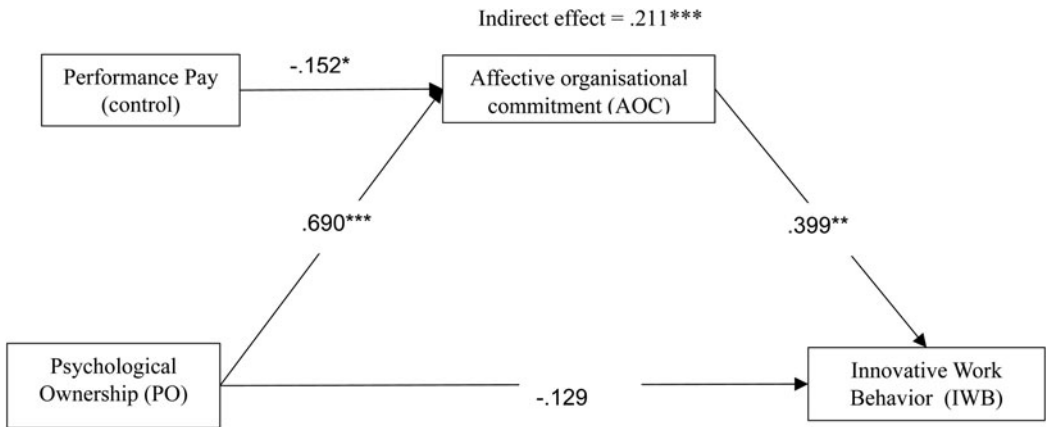 Indirect effect = .211***
Performance Pay
(control)
-.152*
Affective organisational
commitment (AOC)
.690***
.399**
Psychological
Ownership (PO)
-.129
Innovative Work
Behavior (IWB)